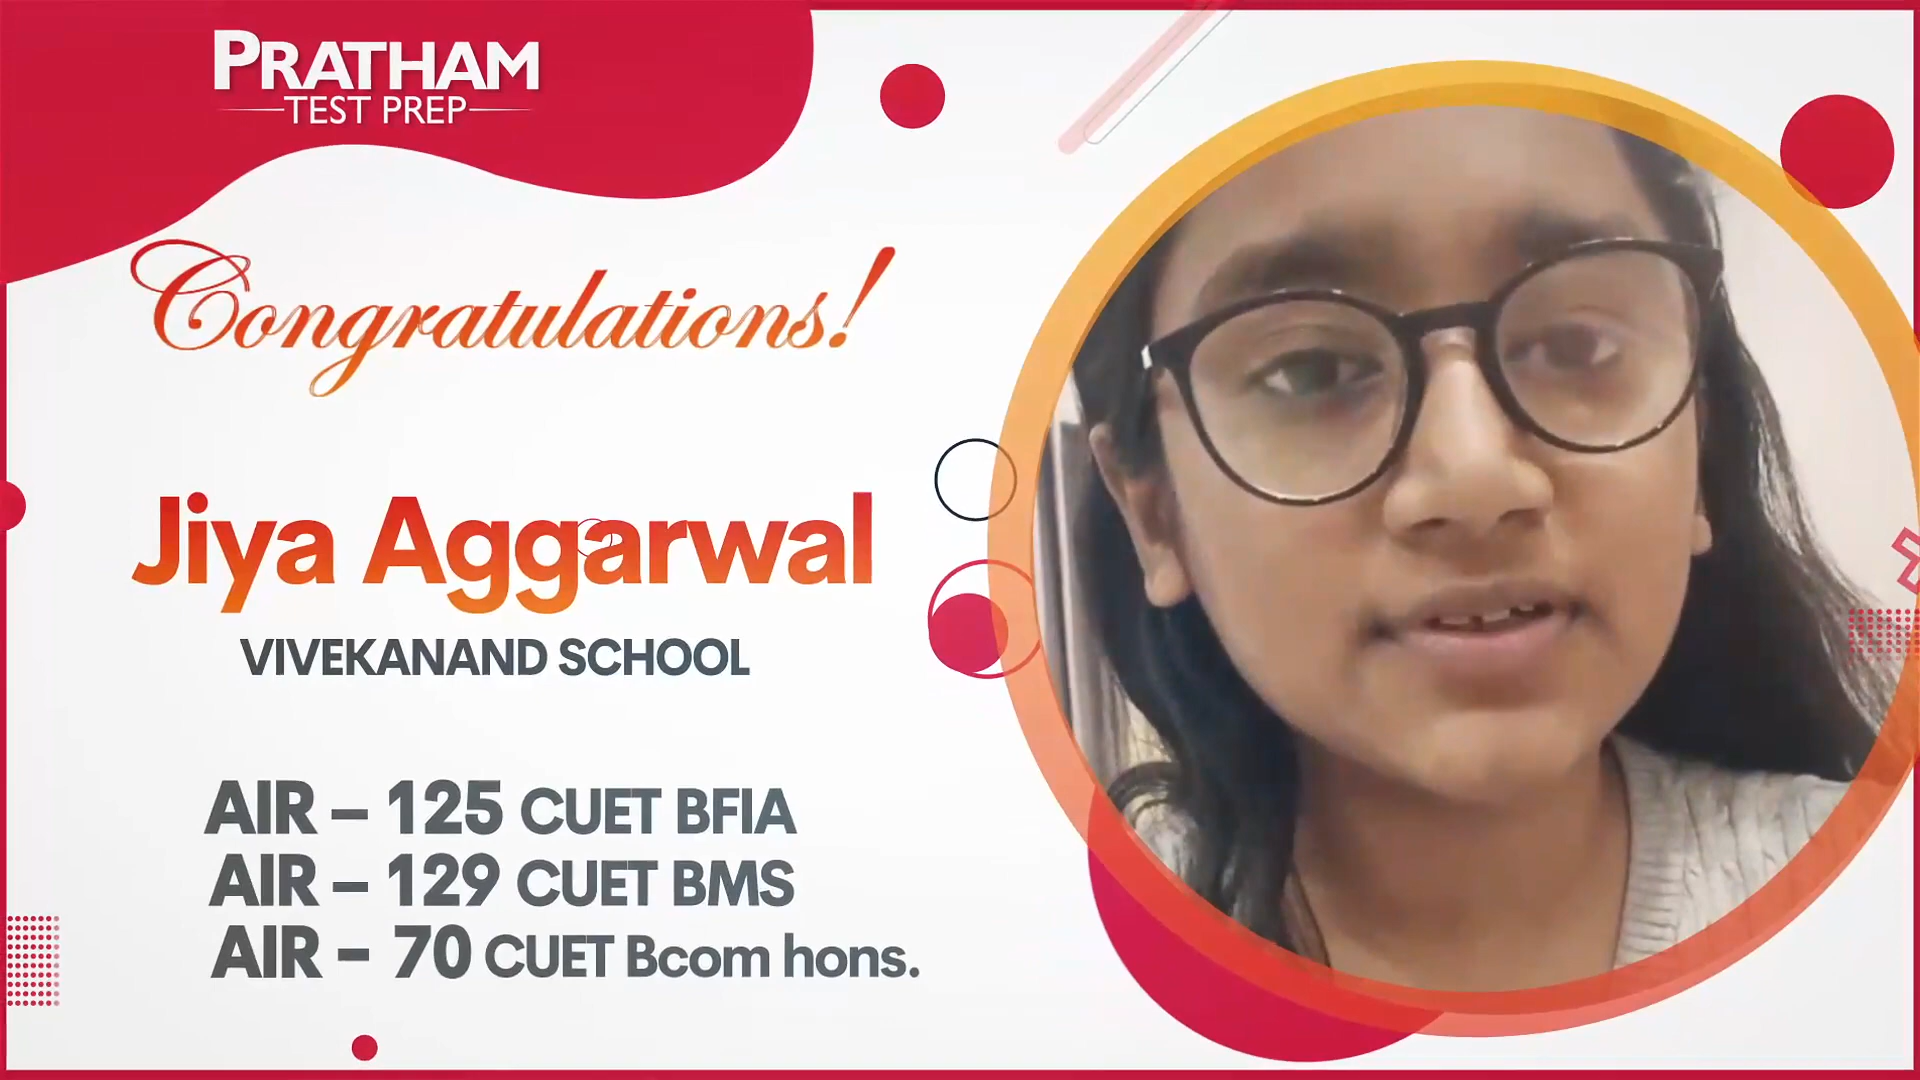 PRATHAM
TEST PREP
Congratulations!
Jiya Aggarwal
VIVEKANAND SCHOOL
AIR – 125 CUET BFIA
AIR – 129 CUET BMS
AIR – 70 CUET Bcom hons.